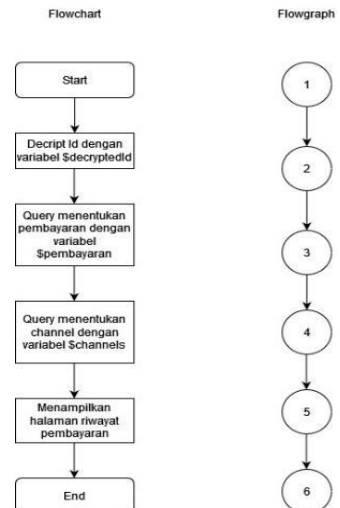 Flowchart
Flowgraph
Start
Decript Id dengan
variabel $decryptedId
Query menentukan
pembayaran dengan
variabel
$pembayaran
Query menentukan
channel dengan
variabel $channels
Menampilkan
halaman riwayat
pembayaran
End
1
2
3
4
5
6